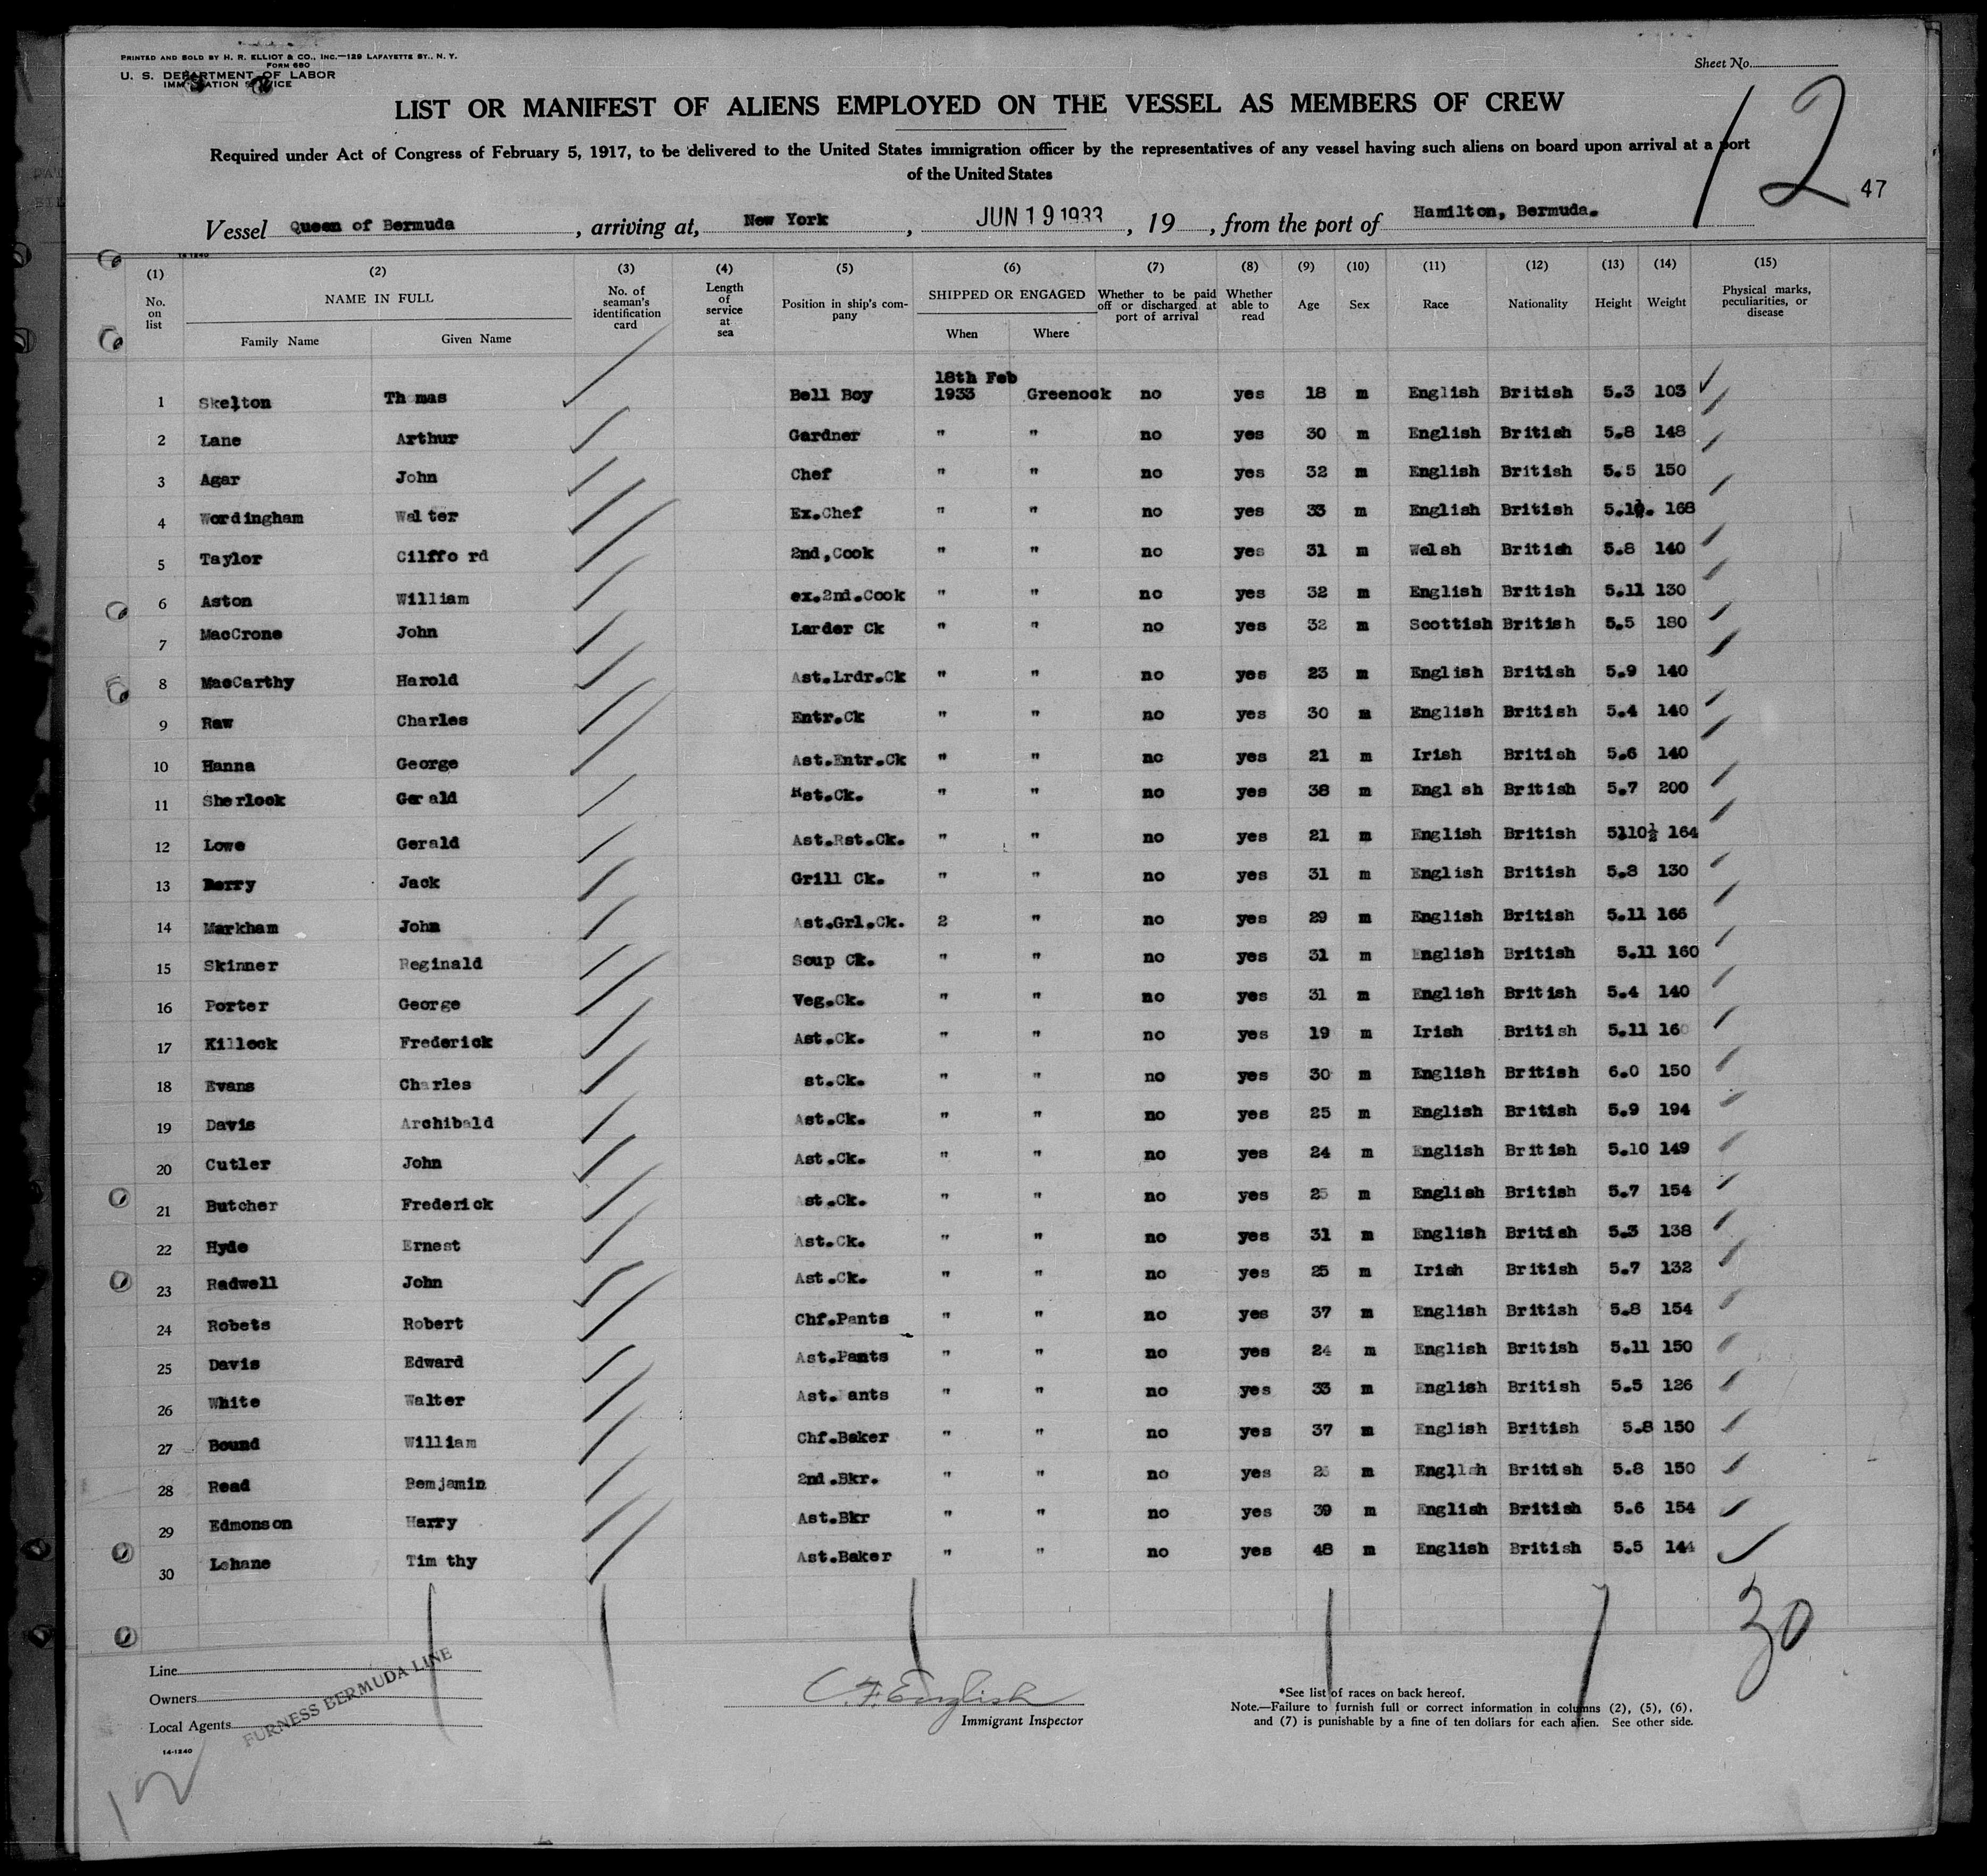 PRINTED AND SOLD BY H. R. ELLIOT & CO., INC.—129 LAFAYETTE ST., N. Y.
FORM 680
U. S. DEPARTMENT OF LABOR
IMMIGRATION SERVICE
Sheet No.
12
LIST OR MANIFEST OF ALIENS EMPLOYED ON THE VESSEL AS MEMBERS OF CREW
Required under Act of Congress of February 5, 1917, to be delivered to the United States immigration officer by the representatives of any vessel having such aliens on board upon arrival at a port
of the United States
47
Vessel Queen of Bermuda, arriving at, New York, JUN 19 1933, 19, from the port of Hamilton, Bermuda.
14-1240
(1) (2) (3) (4) (5) (6) (7) (8) (9) (10) (11) (12) (13) (14) (15)
No. on list NAME IN FULL Family Name Given Name No. of seaman's identification card Length of service at sea Position in ship's company SHIPPED OR ENGAGED When Where Whether to be paid off or discharged at port of arrival Whether able to read Age Sex Race Nationality Height Weight Physical marks, peculiarities, or disease
18th Feb
1 Skelton Th mas Bell Boy 1933 Greenock no yes 18 m English British 5.3 103
2 Lane Arthur Gardner " " no yes 30 m English British 5.8 148
3 Agar John Chef " " no yes 32 m English British 5.5 150
4 Wordingham Walter Ex.Chef " " no yes 33 m English British 5.10. 168
5 Taylor Cilffo rd 2nd,Cook " " no yes 31 m Welsh British 5.8 140
6 Aston William ex.2nd.Cook " " no yes 32 m English British 5.11 130
7 MacCrone John Larder Ck " " no yes 32 m Scottish British 5.5 180
8 MacCarthy Harold Ast.Lrdr.Ck " " no yes 23 m English British 5.9 140
9 Raw Charles Entr.Ck " " no yes 30 m English British 5.4 140
10 Hanna George Ast.Entr.Ck " " no yes 21 m Irish British 5.6 140
11 Sherlock Gerald Rst.Ck. " " no yes 38 m Engl sh British 5.7 200
12 Lowe Gerald Ast.Rst.Ck. " " no yes 21 m English British 5110½ 164
13 Berry Jack Grill Ck. " " no yes 31 m English British 5.8 130
14 Markham John Ast.Grl.Ck. 2 " no yes 29 m English British 5.11 166
15 Skinner Reginald Soup Ck. " " no yes 31 m English British 5.11 160
16 Porter George Veg.Ck. " " no yes 31 m English British 5.4 140
17 Killeck Frederick Ast.Ck. " " no yes 19 m Irish British 5.11 160
18 Evans Charles st.Ck. " " no yes 30 m English British 6.0 150
19 Davis Archibald Ast.Ck. " " no yes 25 m English British 5.9 194
20 Cutler John Ast.Ck. " " no yes 24 m English British 5.10 149
21 Butcher Frederick Ast.Ck. " " no yes 25 m English British 5.7 154
22 Hyde Ernest Ast.Ck. " " no yes 31 m English British 5.3 138
23 Radwell John Ast.Ck. " " no yes 25 m Irish British 5.7 132
24 Robets Robert Chf.Pants " " no yes 37 m English British 5.8 154
25 Davis Edward Ast.Pants " " no yes 24 m English British 5.11 150
26 White Walter Ast. ants " " no yes 33 m English British 5.5 126
27 Bound William Chf.Baker " " no yes 37 m English British 5.8 150
28 Read Bemjamin 2nd.Bkr. " " no yes m English British 5.8 150
29 Edmonson Harry Ast.Bkr " " no yes 39 m English British 5.6 154
30 Lehane Tim thy Ast.Baker " " no yes 48 m English British 5.5 144
30
Line
Owners
Local Agents
FURNESS BERMUDA LINE
C. F. English
Immigrant Inspector
*See list of races on back hereof.
Note.—Failure to furnish full or correct information in columns (2), (5), (6),
and (7) is punishable by a fine of ten dollars for each alien. See other side.
14-1240
12